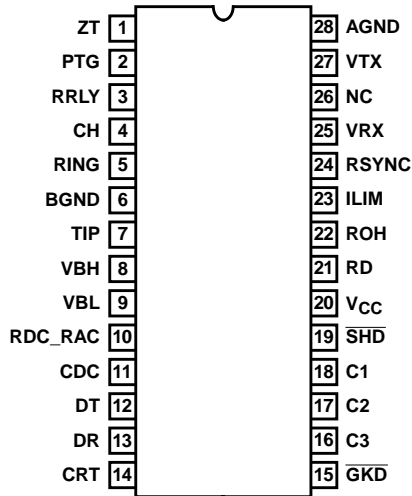 ZT 1 28 AGND
PTG 2 27 VTX
RRLY 3 26 NC
CH 4 25 VRX
RING 5 24 RSYNC
BGND 6 23 ILIM
TIP 7 22 ROH
VBH 8 21 RD
VBL 9 20 VCC
RDC_RAC 10 19 SHD
CDC 11 18 C1
DT 12 17 C2
DR 13 16 C3
CRT 14 15 GKD